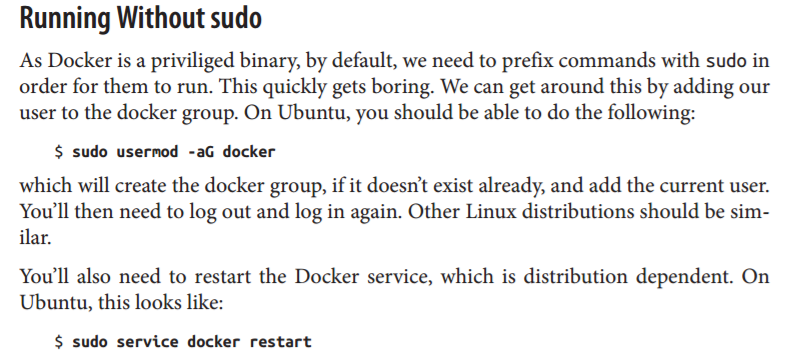 Running Without sudo
As Docker is a priviliged binary, by default, we need to prefix commands with sudo in
order for them to run. This quickly gets boring. We can get around this by adding our
user to the docker group. On Ubuntu, you should be able to do the following:
$ sudo usermod -aG docker
which will create the docker group, if it doesn’t exist already, and add the current user.
You’ll then need to log out and log in again. Other Linux distributions should be sim-
ilar.
You’ll also need to restart the Docker service, which is distribution dependent. On
Ubuntu, this looks like:
$ sudo service docker restart